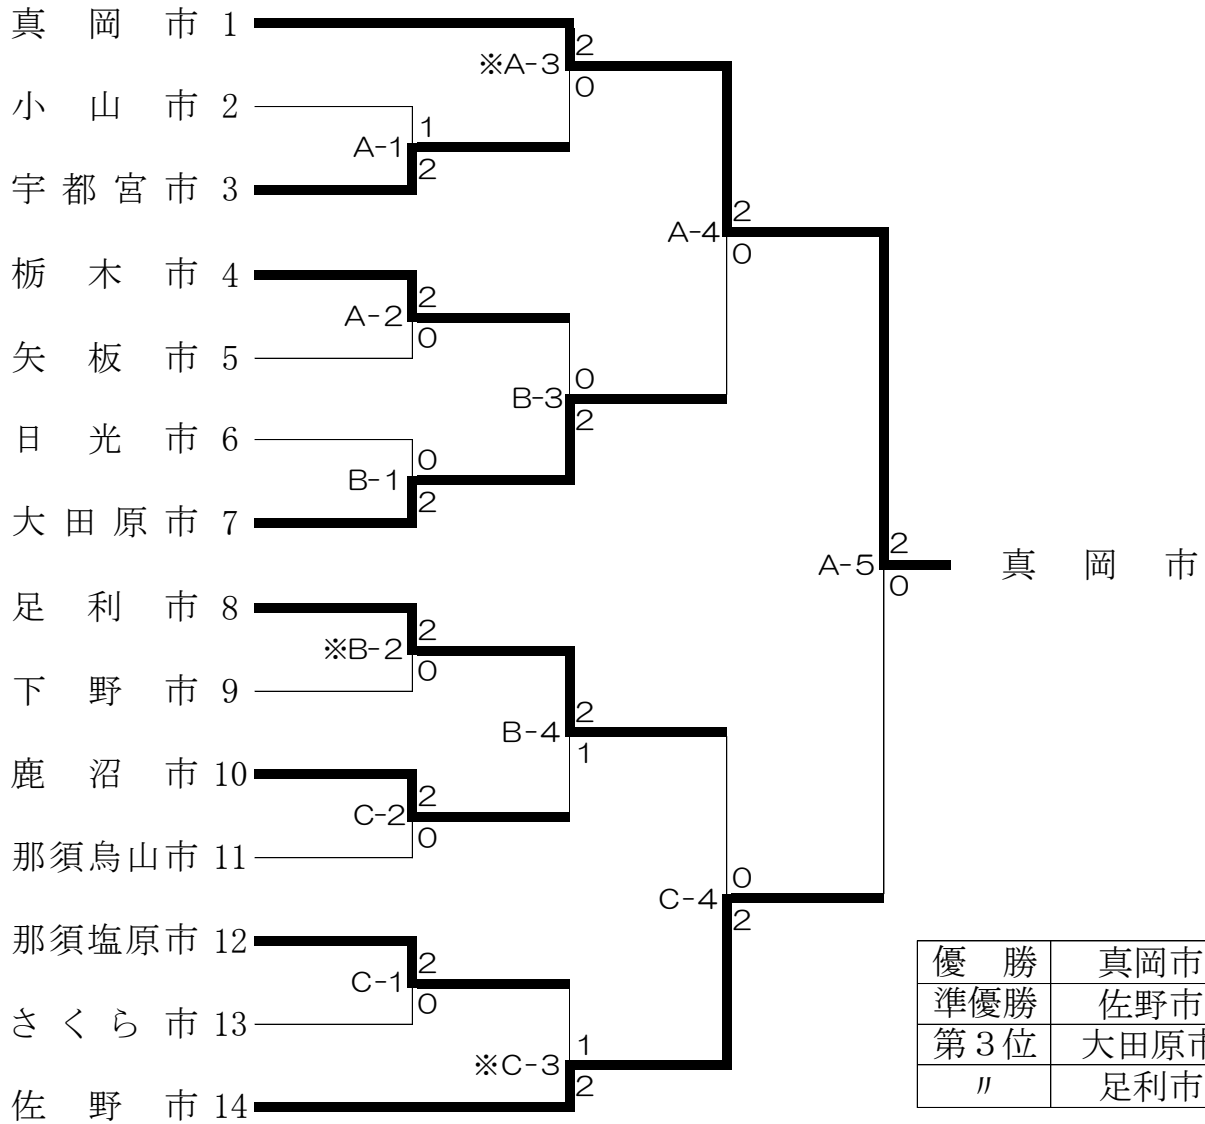 真岡市 1
2
※A-3
0
小山市 2
1
A-1
2
宇都宮市 3
2
A-4
0
栃木市 4
2
A-2
0
矢板市 5
0
B-3
2
日光市 6
0
B-1
2
大田原市 7
2
A-5
0
真岡市
足利市 8
2
※B-2
0
下野市 9
2
B-4
1
鹿沼市 10
2
C-2
0
那須烏山市 11
0
C-4
2
那須塩原市 12
2
C-1
0
さくら市 13
1
※C-3
2
佐野市 14
優勝 真岡市
準優勝 佐野市
第３位 大田原市
〃 足利市